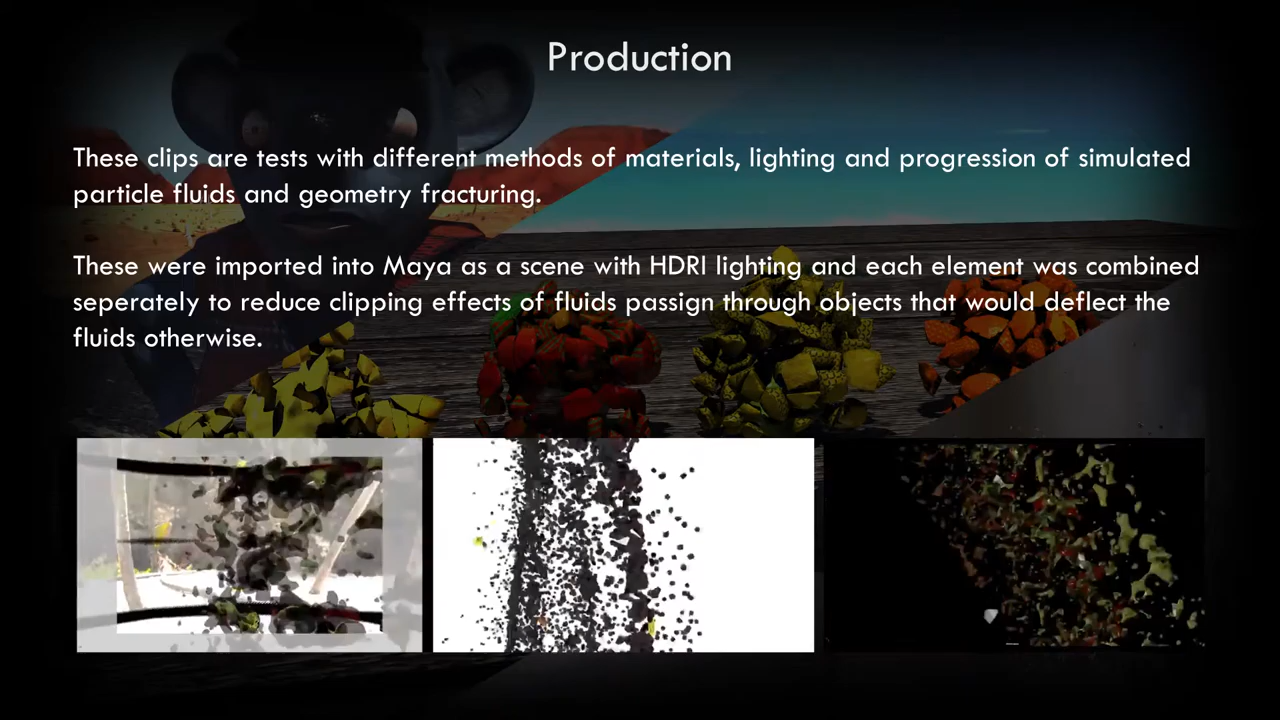 Production
These clips are tests with different methods of materials, lighting and progression of simulated
particle fluids and geometry fracturing.
These were imported into Maya as a scene with HDRI lighting and each element was combined
seperately to reduce clipping effects of fluids passign through objects that would deflect the
fluids otherwise.